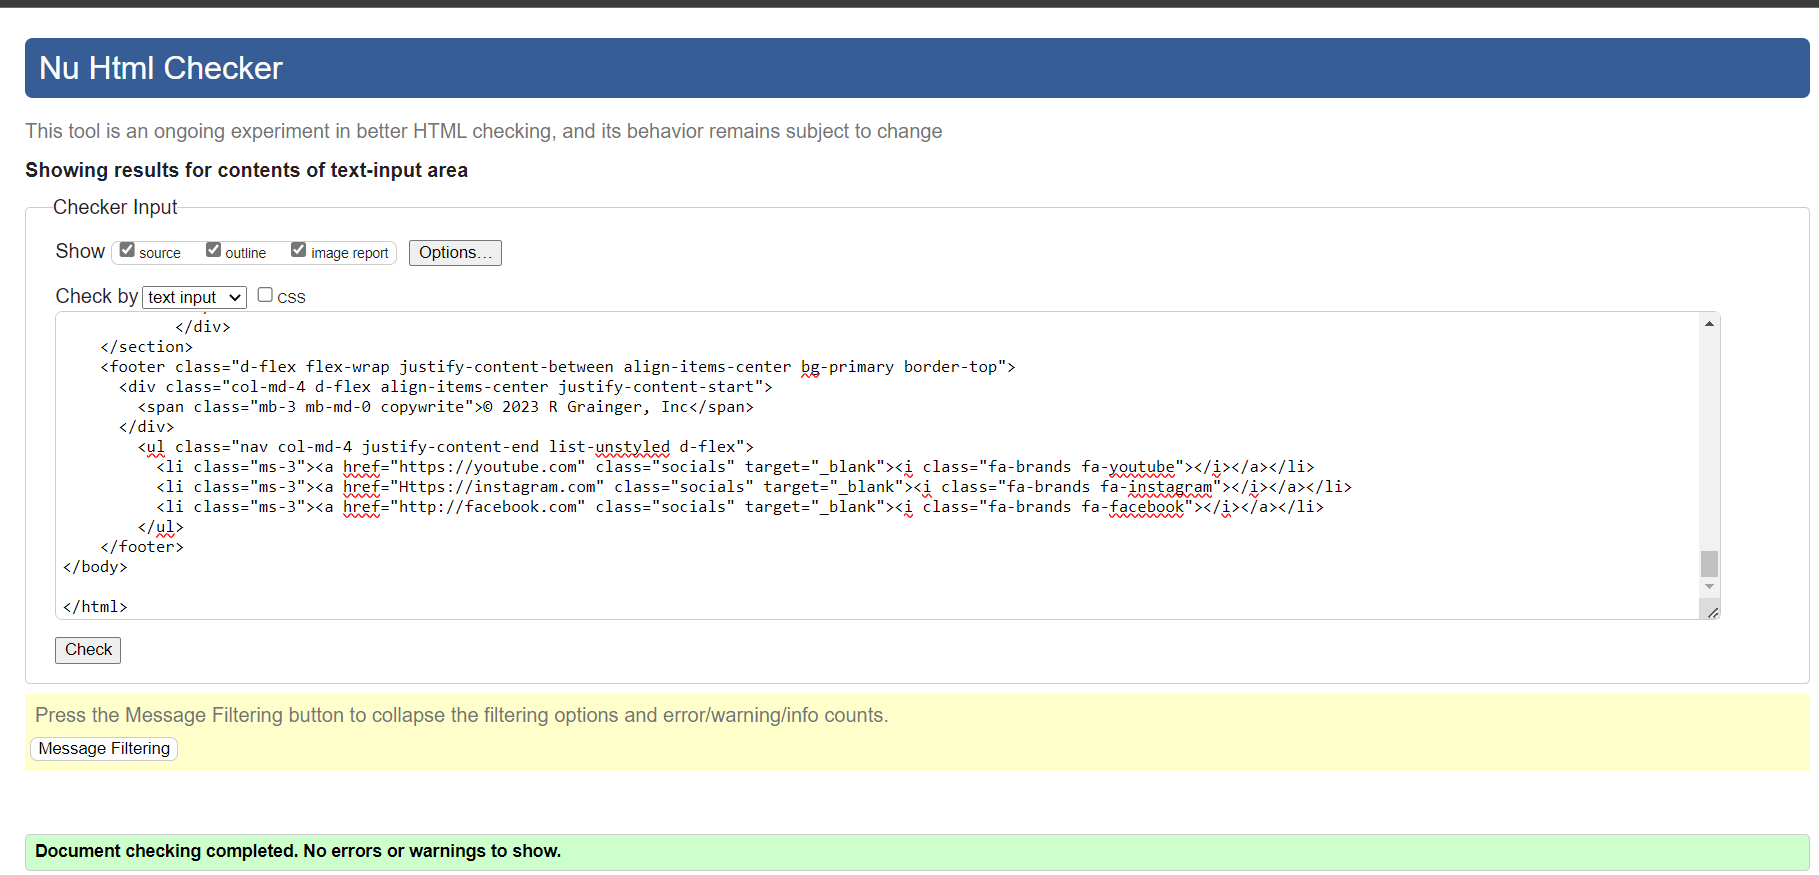 Nu Html Checker
This tool is an ongoing experiment in better HTML checking, and its behavior remains subject to change
Showing results for contents of text-input area
Checker Input
Show source outline image report Options...
Check by text input CSS
</div>
</section>
<footer class="d-flex flex-wrap justify-content-between align-items-center bg-primary border-top">
<div class="col-md-4 d-flex align-items-center justify-content-start">
<span class="mb-3 mb-md-0 copywrite">© 2023 R Grainger, Inc</span>
</div>
<ul class="nav col-md-4 justify-content-end list-unstyled d-flex">
<li class="ms-3"><a href="https://youtube.com" class="socials" target="_blank"><i class="fa-brands fa-youtube"></i></a></li>
<li class="ms-3"><a href="Https://instagram.com" class="socials" target="_blank"><i class="fa-brands fa-instagram"></i></a></li>
<li class="ms-3"><a href="http://facebook.com" class="socials" target="_blank"><i class="fa-brands fa-facebook"></i></a></li>
</ul>
</footer>
</body>
</html>
Check
Press the Message Filtering button to collapse the filtering options and error/warning/info counts.
Message Filtering
Document checking completed. No errors or warnings to show.